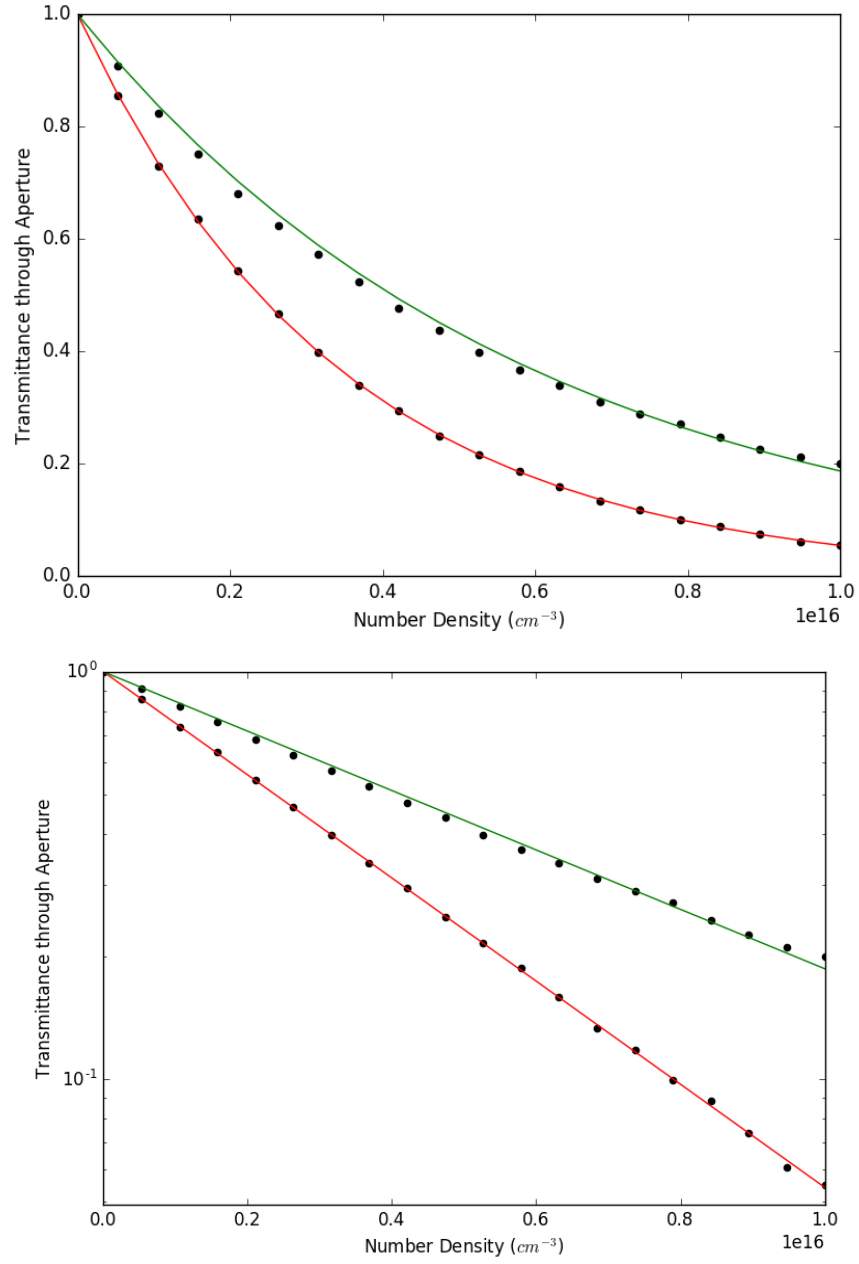 1.0
0.8
0.6
0.4
0.2
0.0
Transmittance through Aperture
0.0 0.2 0.4 0.6 0.8 1.0
1e16
Number Density (cm⁻³)
10⁰
10⁻¹
Transmittance through Aperture
0.0 0.2 0.4 0.6 0.8 1.0
1e16
Number Density (cm⁻³)